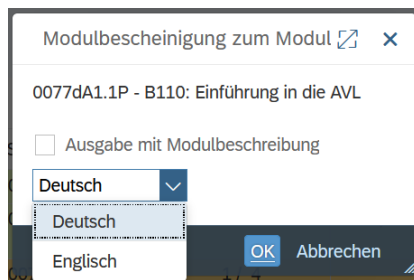 Modulbescheinigung zum Modul
0077dA1.1P - B110: Einführung in die AVL
Ausgabe mit Modulbeschreibung
Deutsch
Deutsch
Englisch
OK Abbrechen